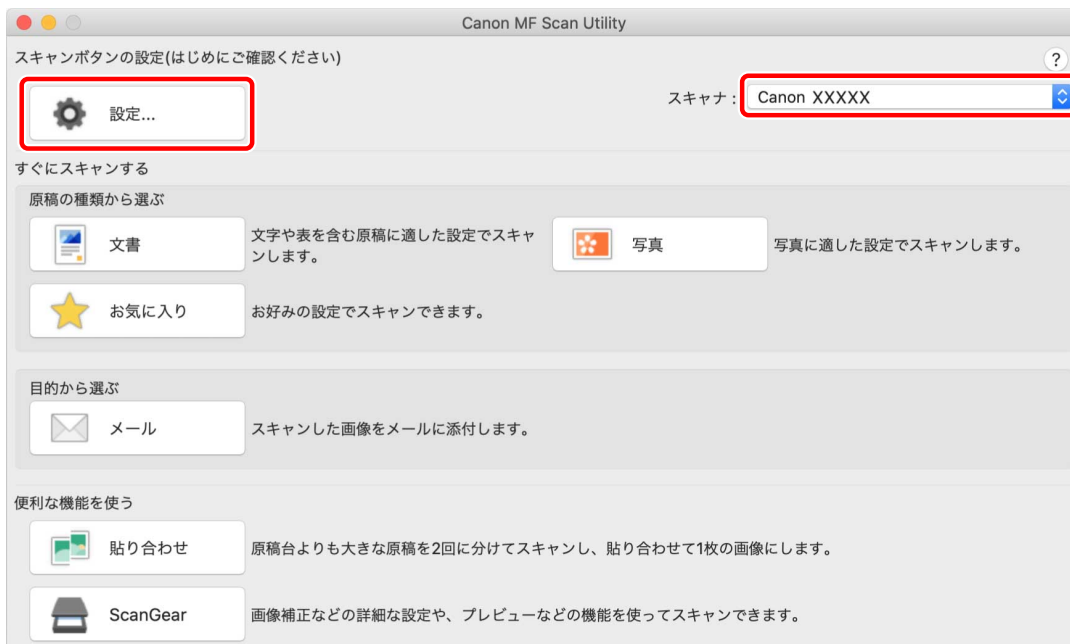 Canon MF Scan Utility
スキャンボタンの設定(はじめにご確認ください)
?
設定...
スキャナ : Canon XXXXX
すぐにスキャンする
原稿の種類から選ぶ
文書
文字や表を含む原稿に適した設定でスキャ
ンします。
写真
写真に適した設定でスキャンします。
お気に入り
お好みの設定でスキャンできます。
目的から選ぶ
メール
スキャンした画像をメールに添付します。
便利な機能を使う
貼り合わせ
原稿台よりも大きな原稿を2回に分けてスキャンし、貼り合わせて1枚の画像にします。
ScanGear
画像補正などの詳細な設定や、プレビューなどの機能を使ってスキャンできます。